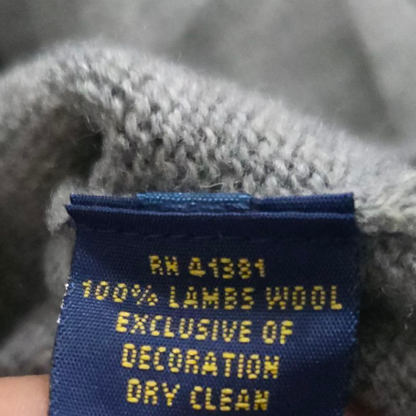 RN 41381
100% LAMBS WOOL
EXCLUSIVE OF
DECORATION
DRY CLEAN